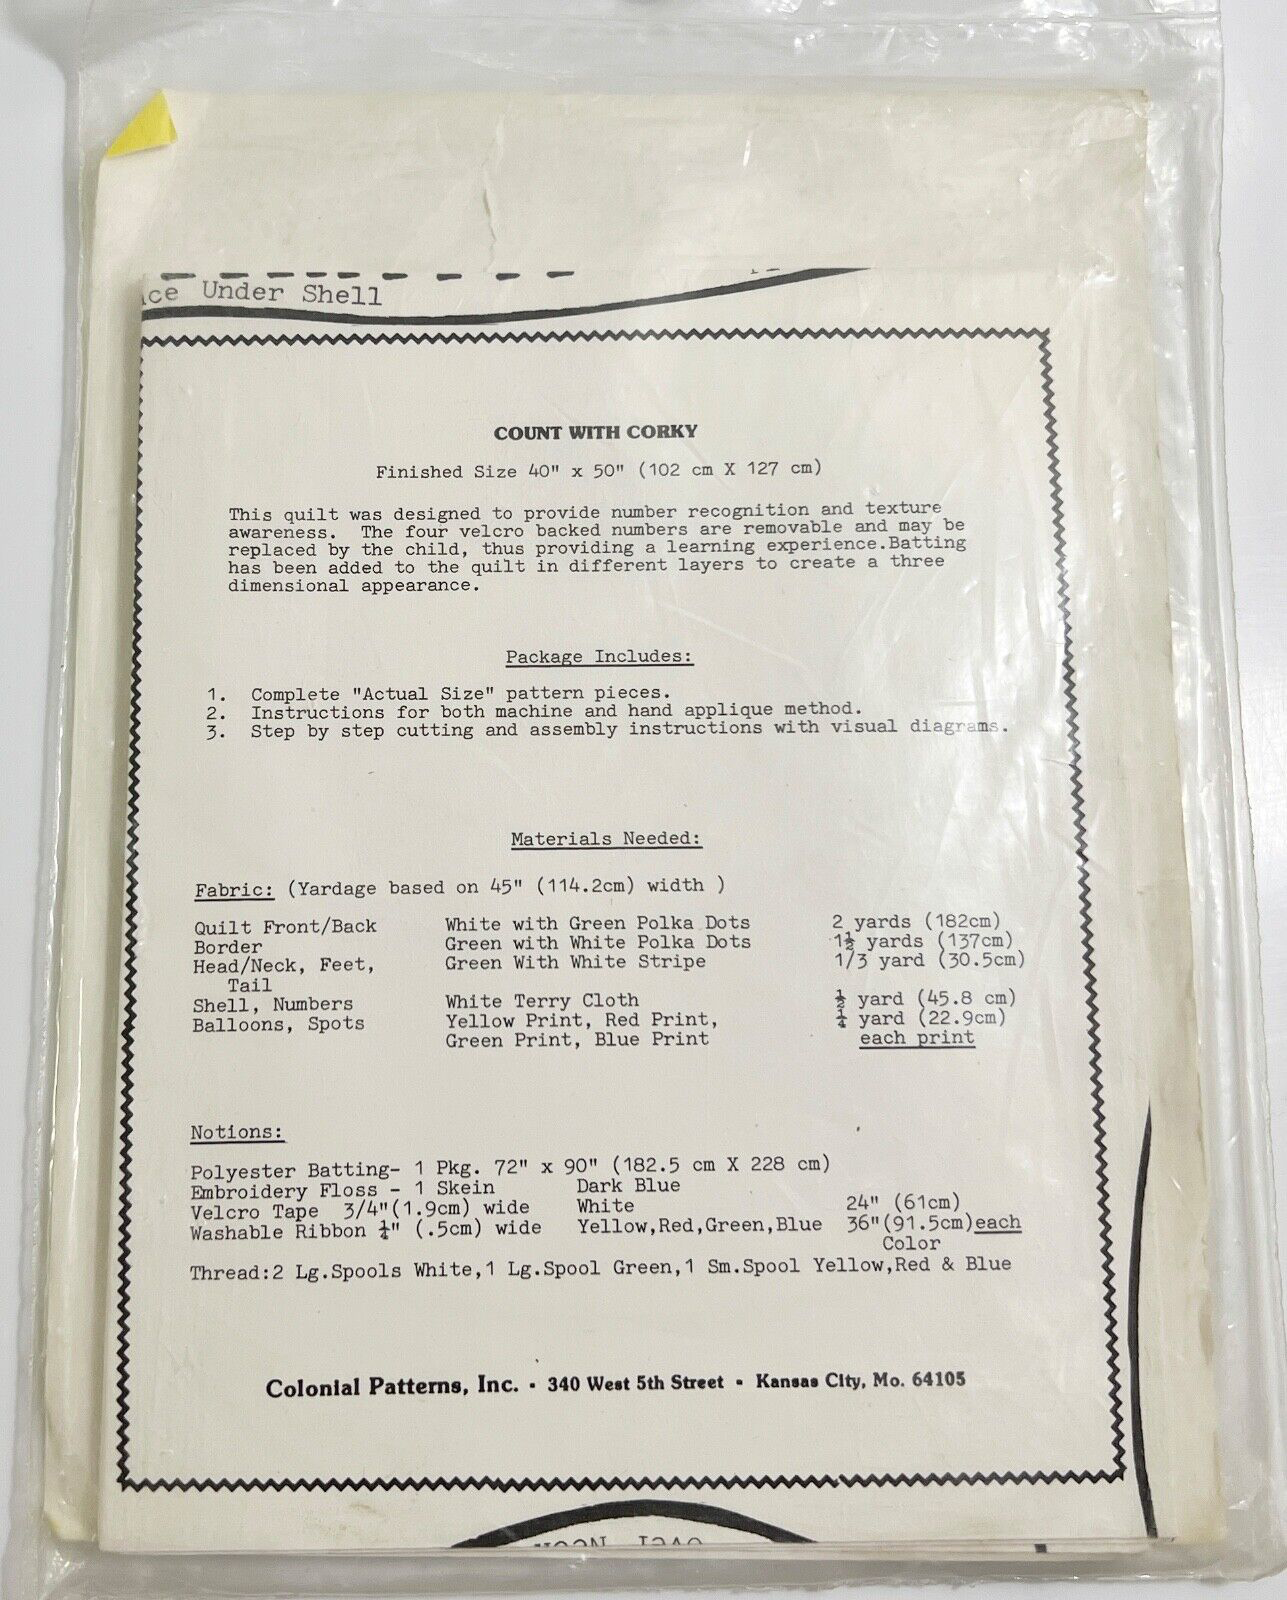 Under Shell
COUNT WITH CORKY
Finished Size 40" x 50" (102 cm X 127 cm)
This quilt was designed to provide number recognition and texture
awareness. The four velcro backed numbers are removable and may be
replaced by the child, thus providing a learning experience.Batting
has been added to the quilt in different layers to create a three
dimensional appearance.
Package Includes:
1. Complete "Actual Size" pattern pieces.
2. Instructions for both machine and hand applique method.
3. Step by step cutting and assembly instructions with visual diagrams.
Materials Needed:
Fabric: (Yardage based on 45" (114.2cm) width )
Quilt Front/Back White with Green Polka Dots 2 yards (182cm)
Border Green with White Polka Dots 1½ yards (137cm)
Head/Neck, Feet, Green With White Stripe 1/3 yard (30.5cm)
Tail
Shell, Numbers White Terry Cloth ½ yard (45.8 cm)
Balloons, Spots Yellow Print, Red Print, ¼ yard (22.9cm)
Green Print, Blue Print each print
Notions:
Polyester Batting- 1 Pkg. 72" x 90" (182.5 cm X 228 cm)
Embroidery Floss - 1 Skein Dark Blue
Velcro Tape 3/4"(1.9cm) wide White 24" (61cm)
Washable Ribbon ¼" (.5cm) wide Yellow,Red,Green,Blue 36"(91.5cm)each
Color
Thread:2 Lg.Spools White,1 Lg.Spool Green,1 Sm.Spool Yellow,Red & Blue
Colonial Patterns, Inc. • 340 West 5th Street • Kansas City, Mo. 64105